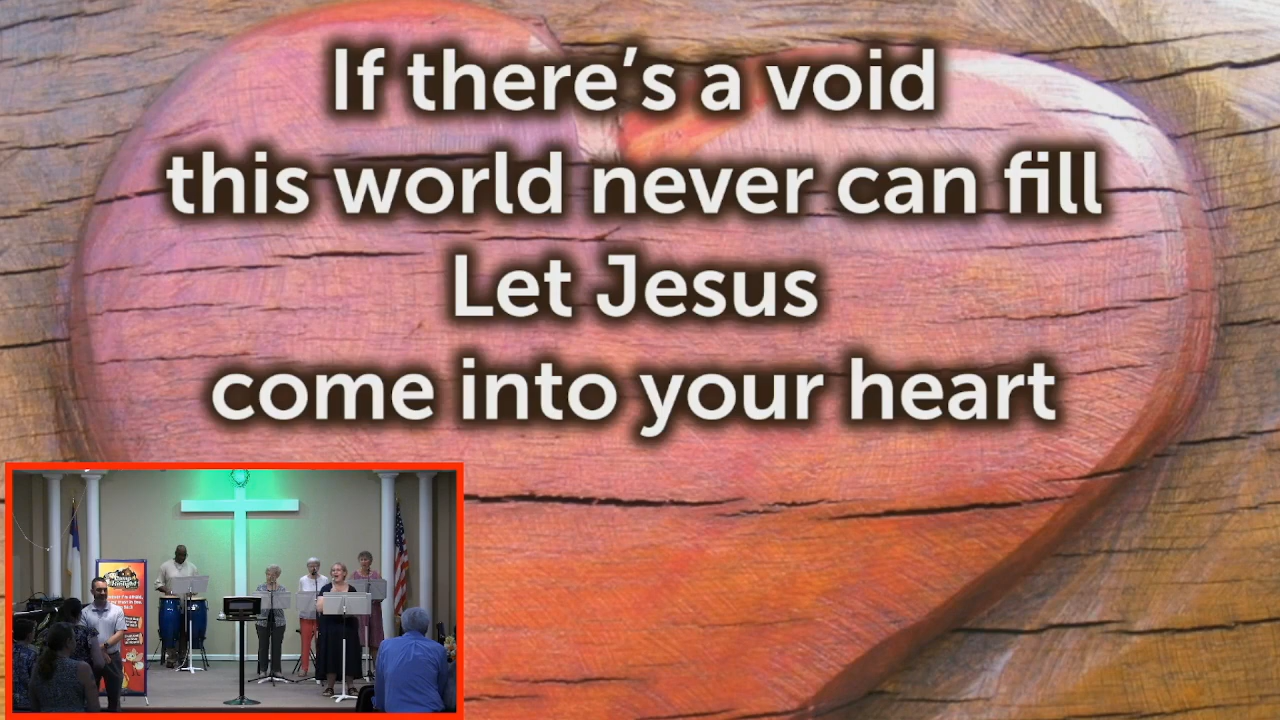 If there’s a void
this world never can fill
Let Jesus
come into your heart